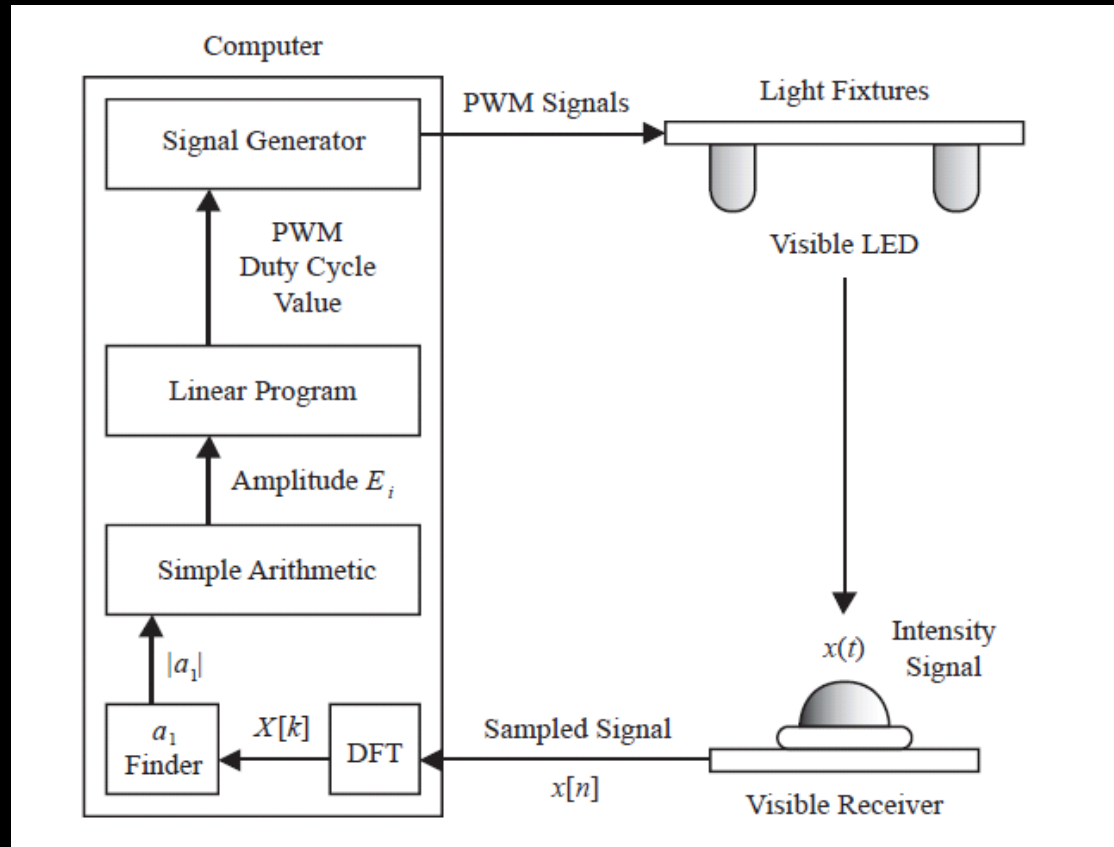 Computer
Signal Generator
PWM Signals
Light Fixtures
PWM
Duty Cycle
Value
Visible LED
Linear Program
Amplitude E_i
Simple Arithmetic
|a_1|
a_1
Finder
X[k]
DFT
Sampled Signal
x[n]
x(t)
Intensity
Signal
Visible Receiver